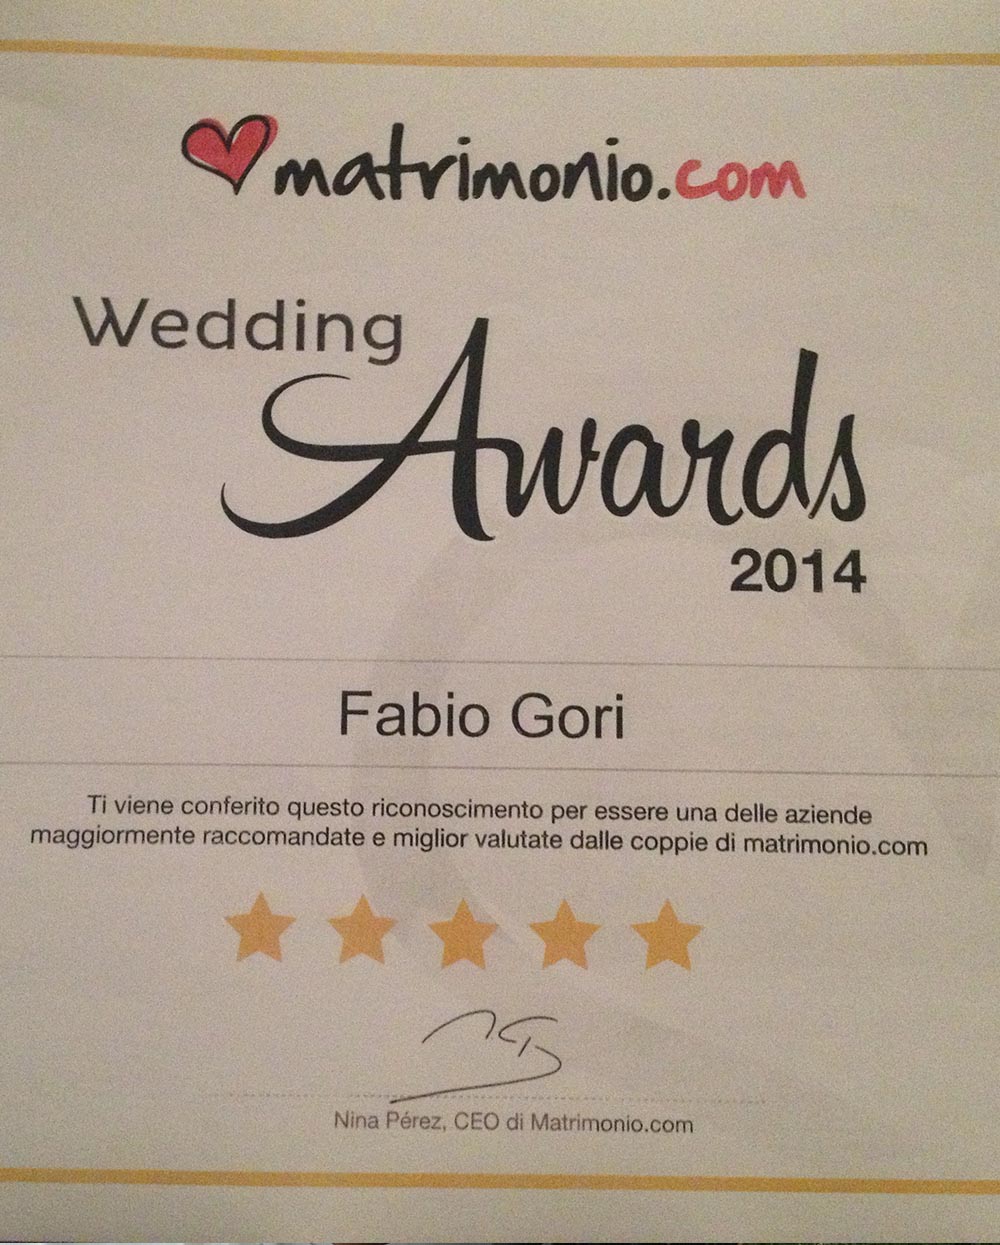 matrimonio.com
Wedding
Awards
2014
Fabio Gori
Ti viene conferito questo riconoscimento per essere una delle aziende
maggiormente raccomandate e miglior valutate dalle coppie di matrimonio.com
Nina Pérez, CEO di Matrimonio.com